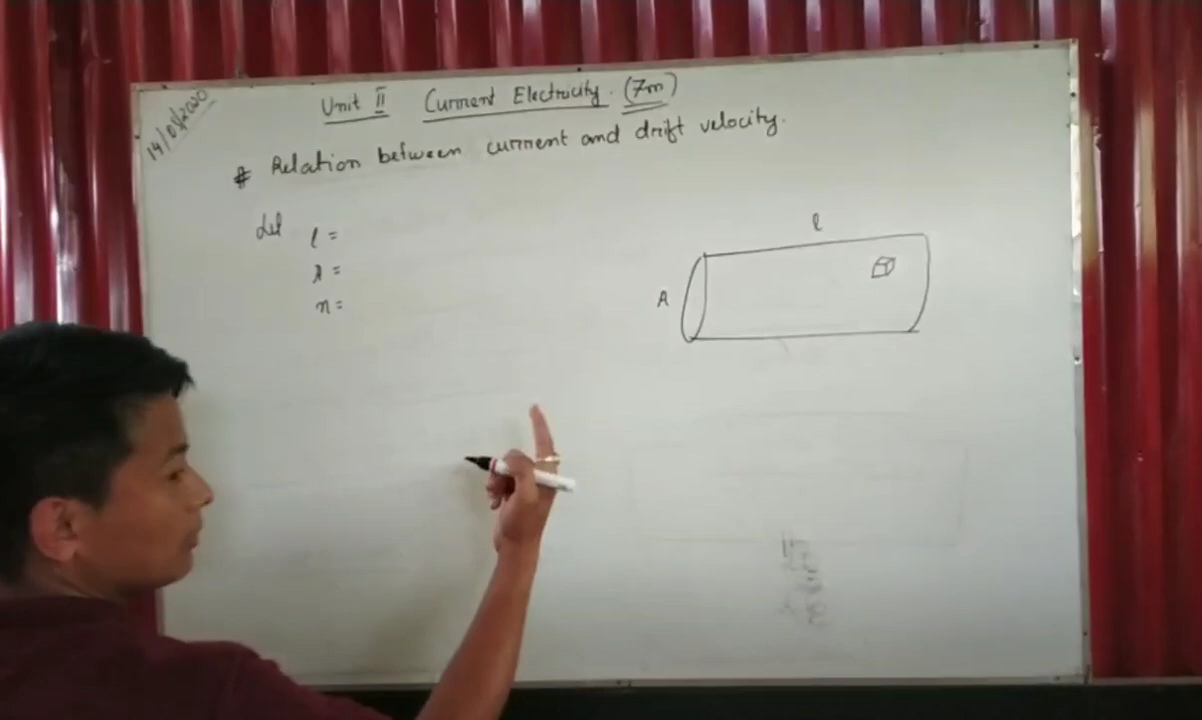 14/08/2020
Unit II Current Electricity. (7m)
# Relation between current and drift velocity.
Let l =
A =
n =
l
A